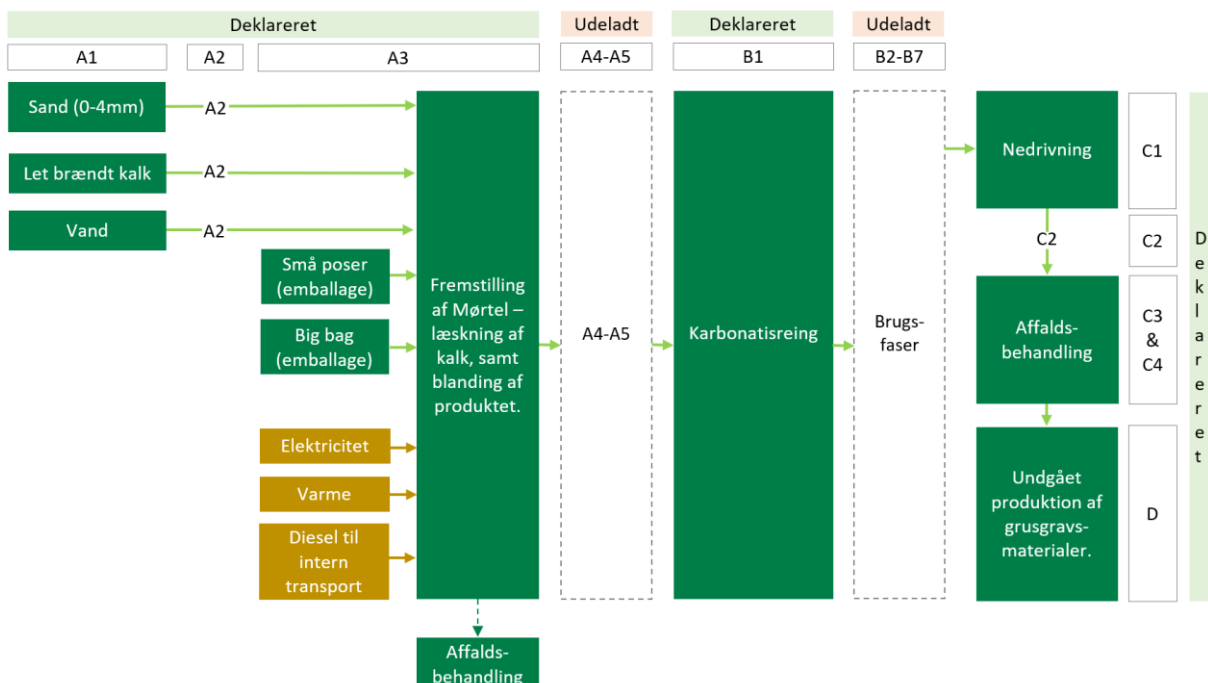 Deklareret
Udeladt
Deklareret
Udeladt
A1
A2
A3
A4-A5
B1
B2-B7
Sand (0-4mm)
A2
Let brændt kalk
A2
Vand
A2
Små poser
(emballage)
Big bag
(emballage)
Elektricitet
Varme
Diesel til
intern
transport
Fremstilling
af Mørtel –
læskning af
kalk, samt
blanding af
produktet.
Affalds-
behandling
A4-A5
Karbonatisreing
Brugs-
faser
Nedrivning
C1
C2
C2
Affalds-
behandling
C3
&
C4
Undgået
produktion af
grusgravs-
materialer.
D
Deklareret